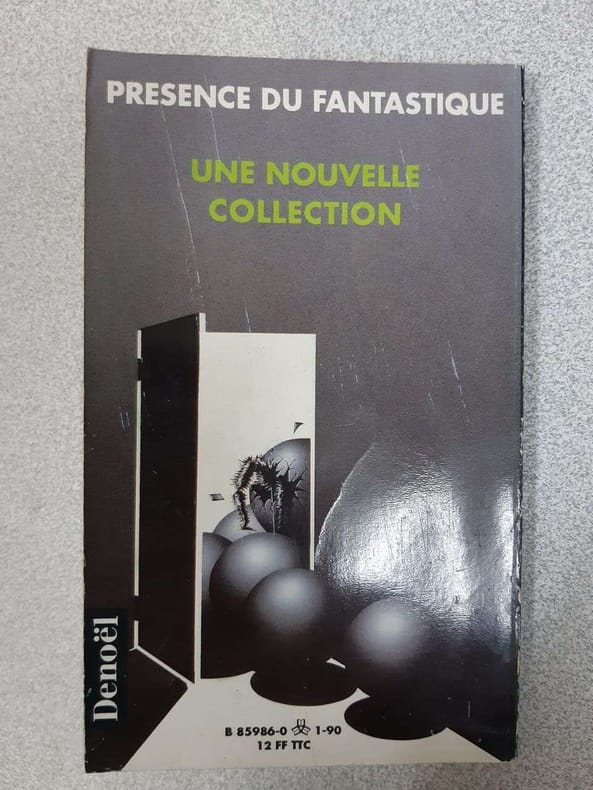 PRESENCE DU FANTASTIQUE
UNE NOUVELLE
COLLECTION
Denoël
B 85986-0 1-90
12 FF TTC